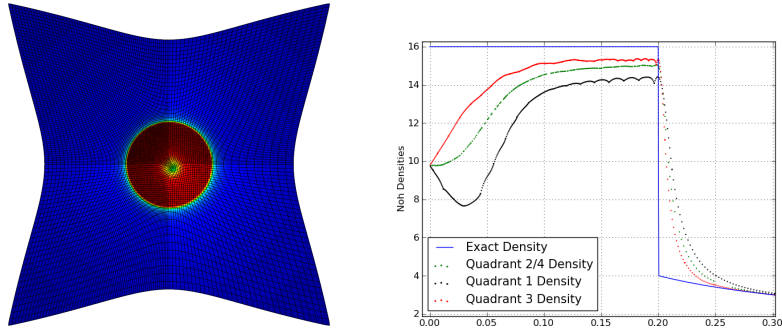 16
14
12
10
8
6
4
2
Noh Densities
Exact Density
Quadrant 2/4 Density
Quadrant 1 Density
Quadrant 3 Density
0.00 0.05 0.10 0.15 0.20 0.25 0.30